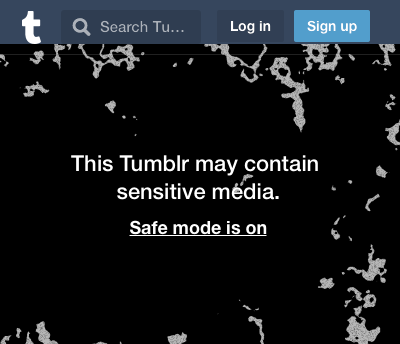 t
Search Tu...
Log in
Sign up
This Tumblr may contain
sensitive media.
Safe mode is on